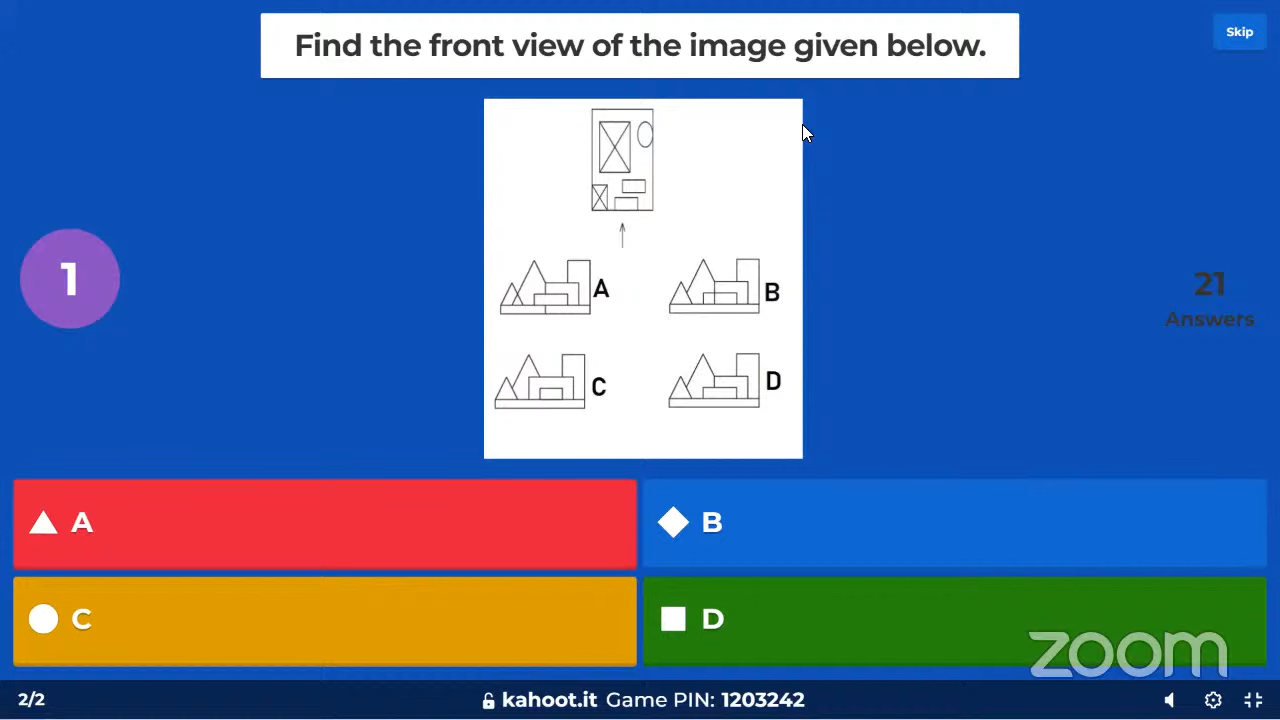 Find the front view of the image given below.
Skip
1
21
Answers
A
B
C
D
A
B
C
D
zoom
2/2
kahoot.it Game PIN: 1203242